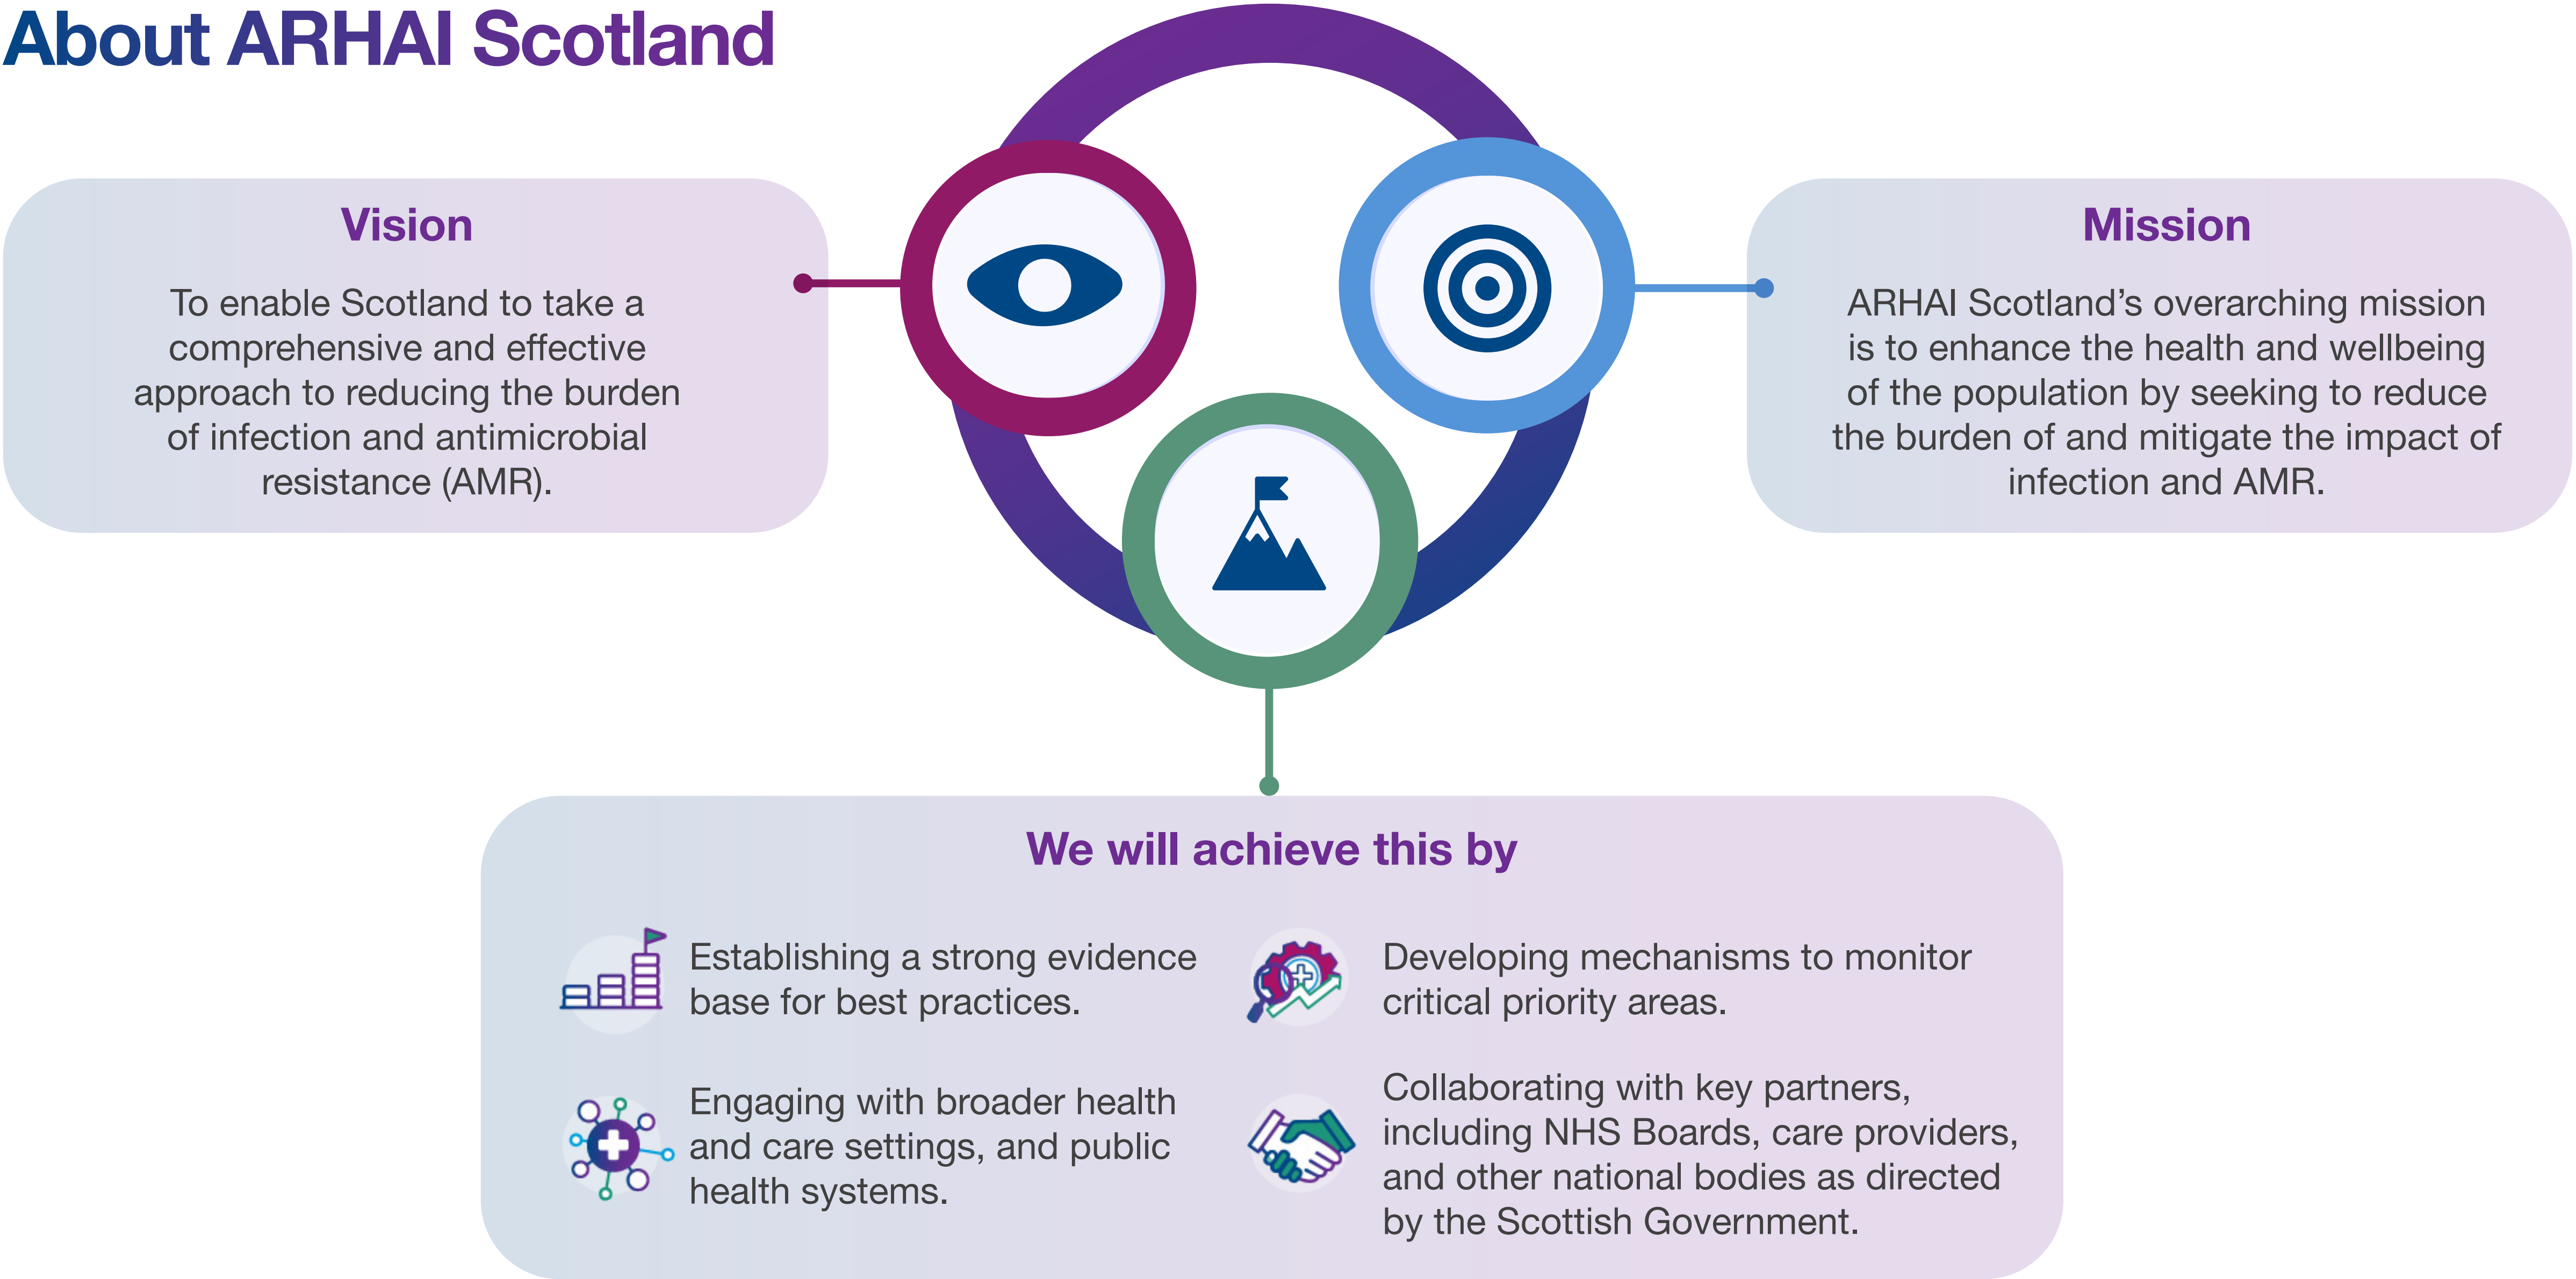 About ARHAI Scotland
Vision
To enable Scotland to take a
comprehensive and effective
approach to reducing the burden
of infection and antimicrobial
resistance (AMR).
Mission
ARHAI Scotland’s overarching mission
is to enhance the health and wellbeing
of the population by seeking to reduce
the burden of and mitigate the impact of
infection and AMR.
We will achieve this by
Establishing a strong evidence
base for best practices.
Developing mechanisms to monitor
critical priority areas.
Engaging with broader health
and care settings, and public
health systems.
Collaborating with key partners,
including NHS Boards, care providers,
and other national bodies as directed
by the Scottish Government.